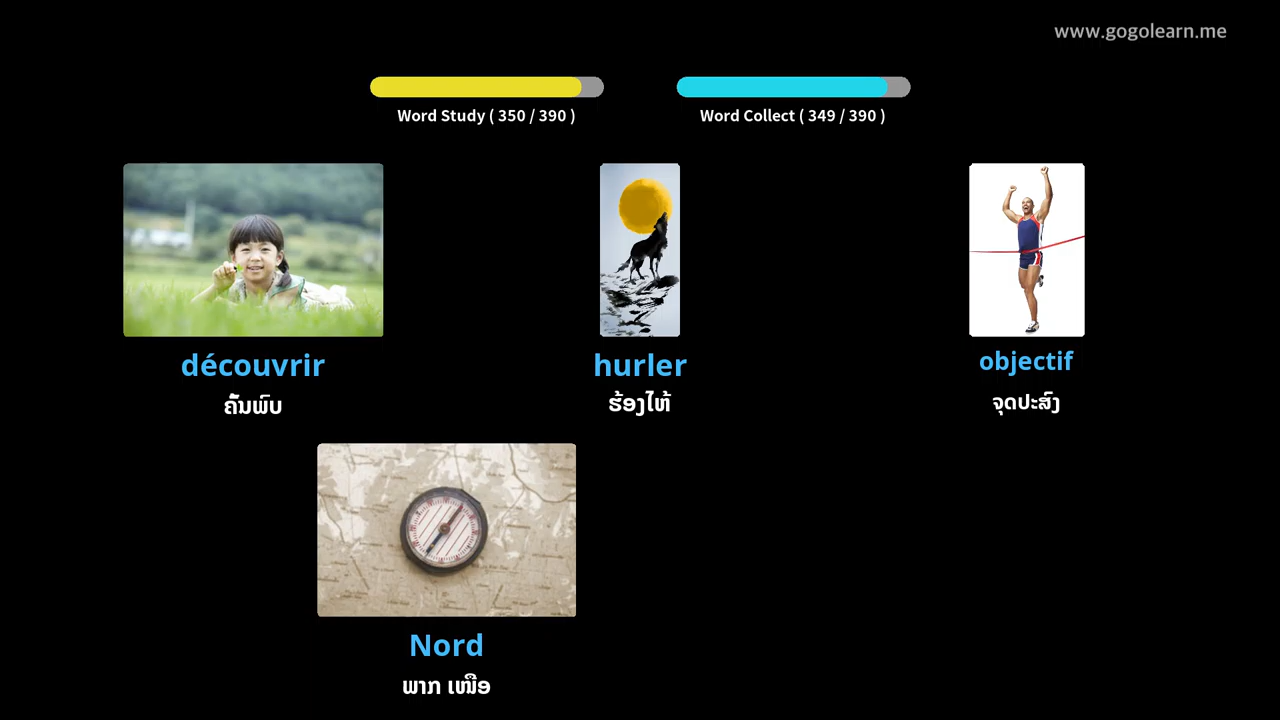 www.gogolearn.me
Word Study ( 350 / 390 )
Word Collect ( 349 / 390 )
découvrir
ຄົ້ນພົບ
hurler
ຮ້ອງໄຫ້
objectif
ຈຸດປະສົງ
Nord
ພາກ ເໜືອ